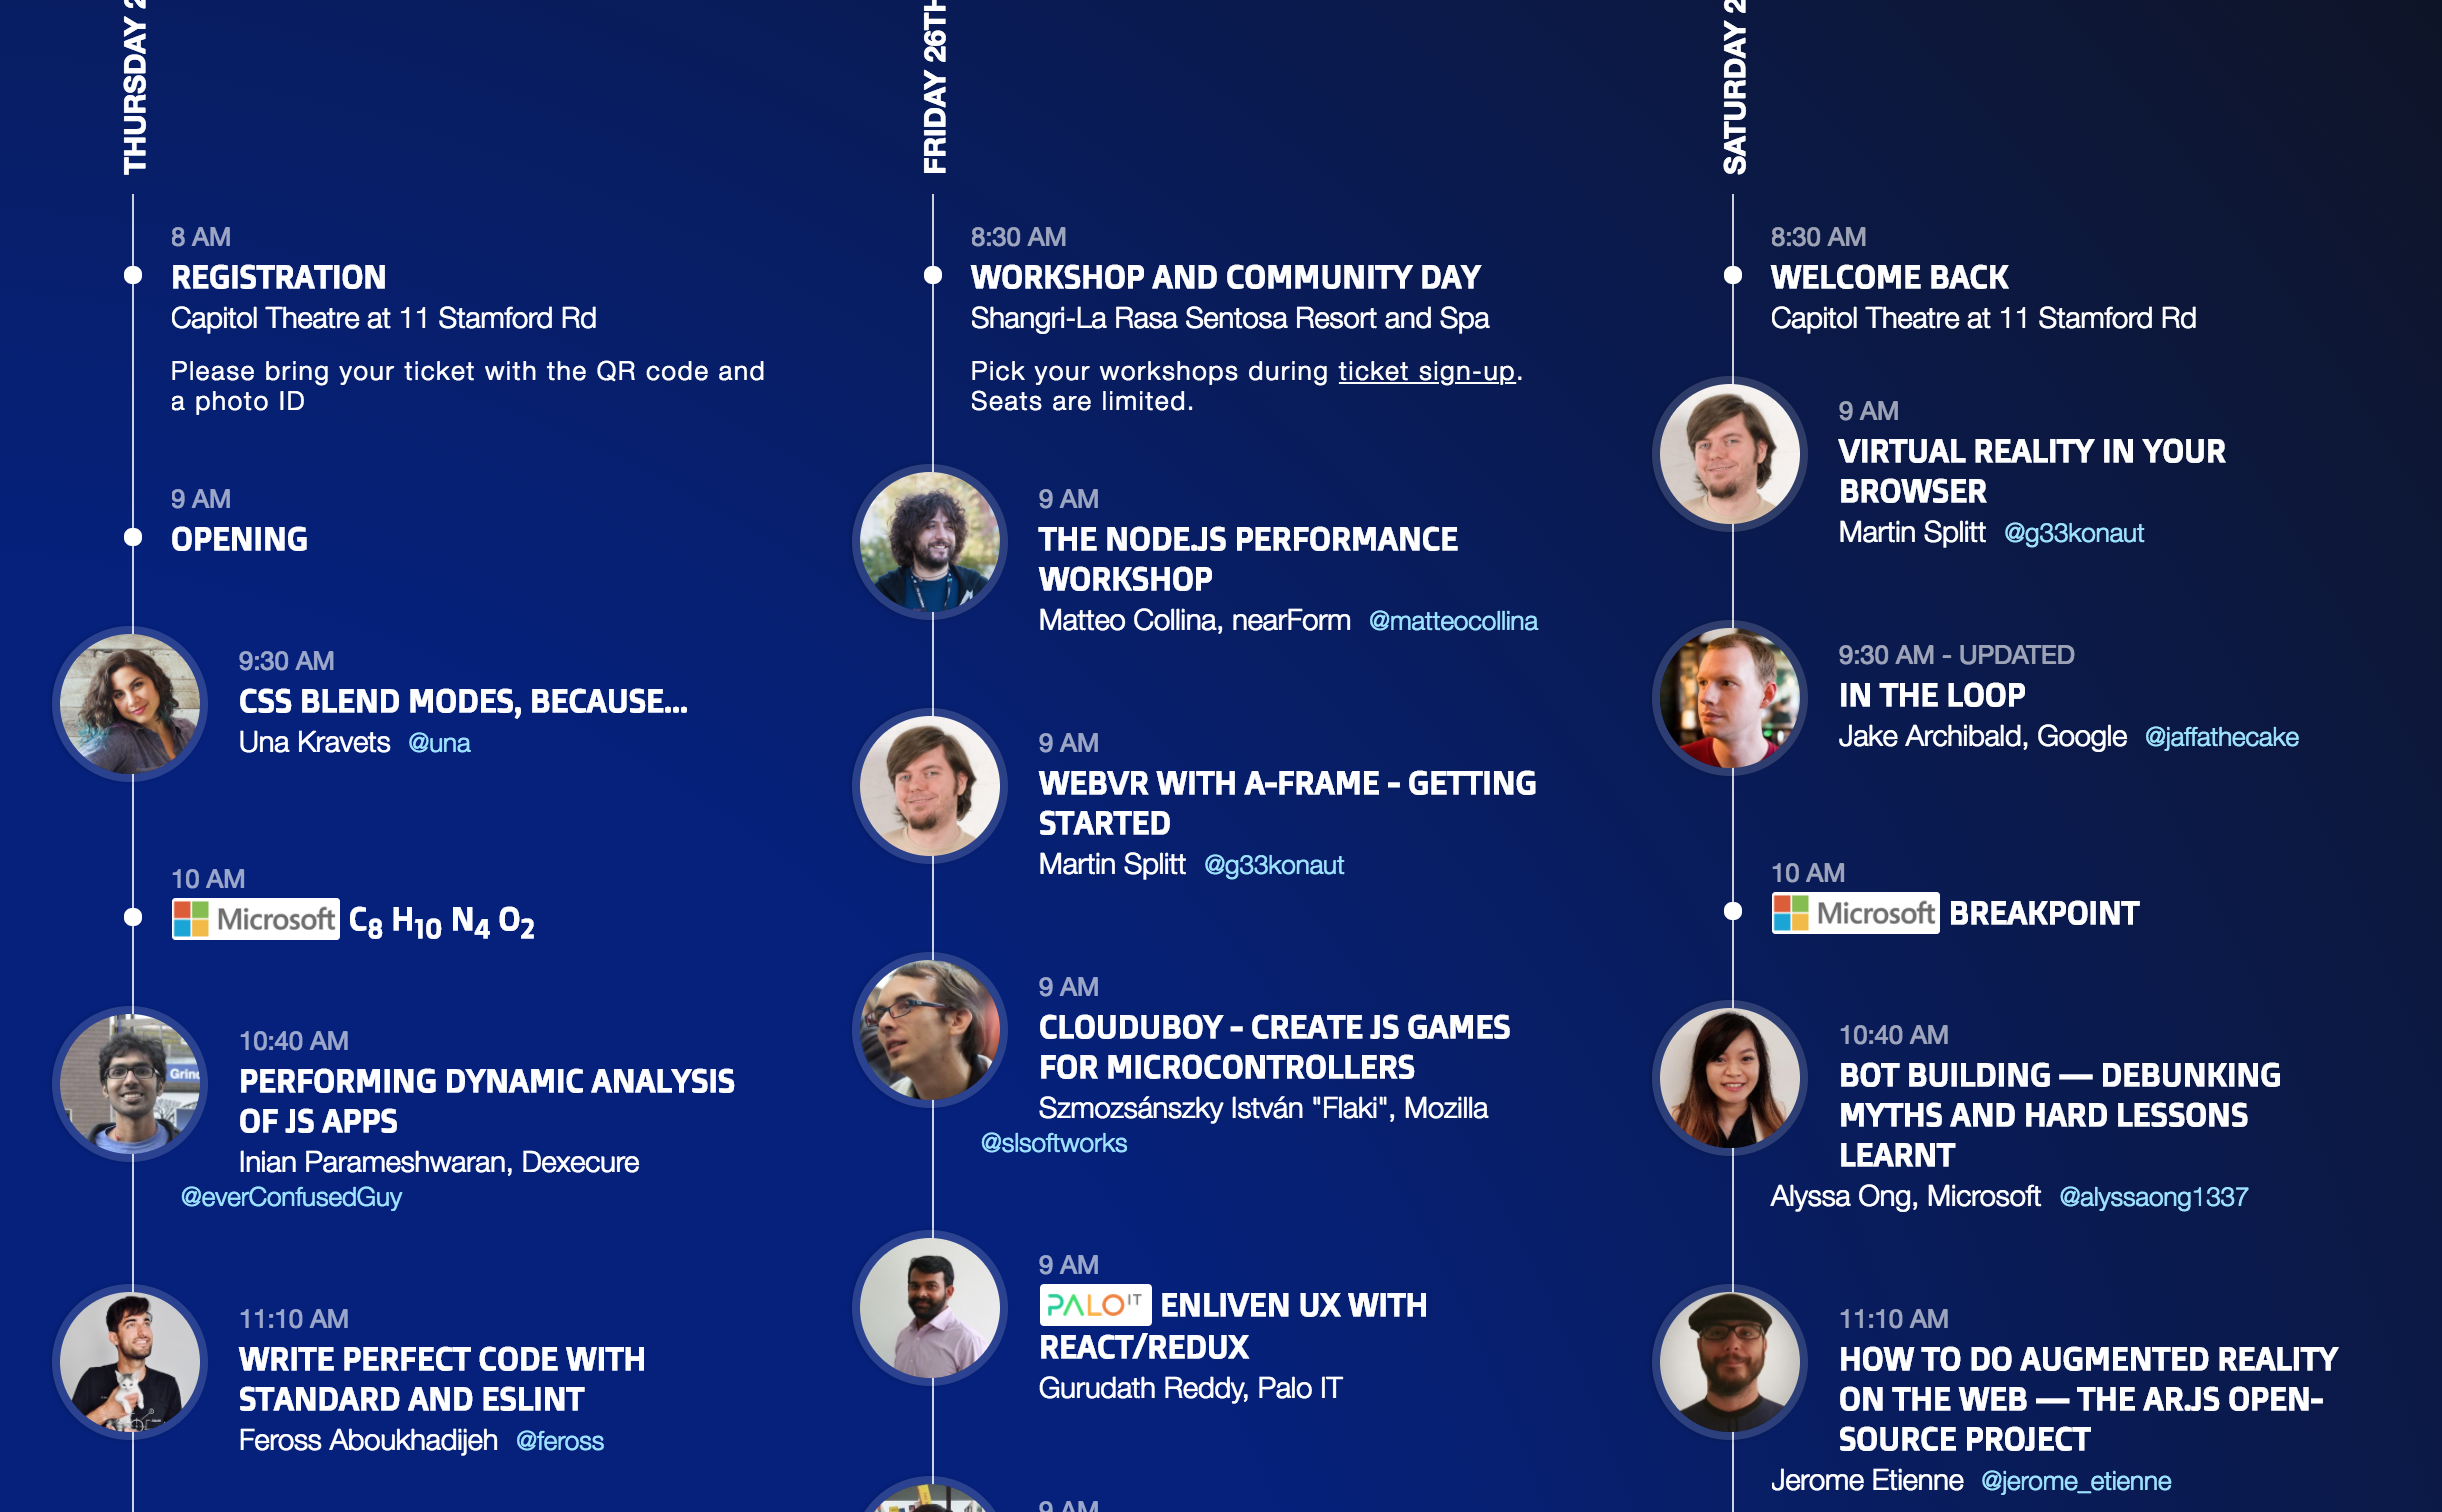 THURSDAY 2
8 AM
REGISTRATION
Capitol Theatre at 11 Stamford Rd
Please bring your ticket with the QR code and
a photo ID
9 AM
OPENING
9:30 AM
CSS BLEND MODES, BECAUSE...
Una Kravets @una
10 AM
Microsoft C8 H10 N4 O2
10:40 AM
PERFORMING DYNAMIC ANALYSIS
OF JS APPS
Inian Parameshwaran, Dexecure
@everConfusedGuy
11:10 AM
WRITE PERFECT CODE WITH
STANDARD AND ESLINT
Feross Aboukhadijeh @feross
FRIDAY 26TH
8:30 AM
WORKSHOP AND COMMUNITY DAY
Shangri-La Rasa Sentosa Resort and Spa
Pick your workshops during ticket sign-up.
Seats are limited.
9 AM
THE NODE.JS PERFORMANCE
WORKSHOP
Matteo Collina, nearForm @matteocollina
9 AM
WEBVR WITH A-FRAME - GETTING
STARTED
Martin Splitt @g33konaut
9 AM
CLOUDUBOY - CREATE JS GAMES
FOR MICROCONTROLLERS
Szmozsánszky István "Flaki", Mozilla
@slsoftworks
9 AM
PALO IT ENLIVEN UX WITH
REACT/REDUX
Gurudath Reddy, Palo IT
9 AM
SATURDAY 2
8:30 AM
WELCOME BACK
Capitol Theatre at 11 Stamford Rd
9 AM
VIRTUAL REALITY IN YOUR
BROWSER
Martin Splitt @g33konaut
9:30 AM - UPDATED
IN THE LOOP
Jake Archibald, Google @jaffathecake
10 AM
Microsoft BREAKPOINT
10:40 AM
BOT BUILDING — DEBUNKING
MYTHS AND HARD LESSONS
LEARNT
Alyssa Ong, Microsoft @alyssaong1337
11:10 AM
HOW TO DO AUGMENTED REALITY
ON THE WEB — THE AR.JS OPEN-
SOURCE PROJECT
Jerome Etienne @jerome_etienne